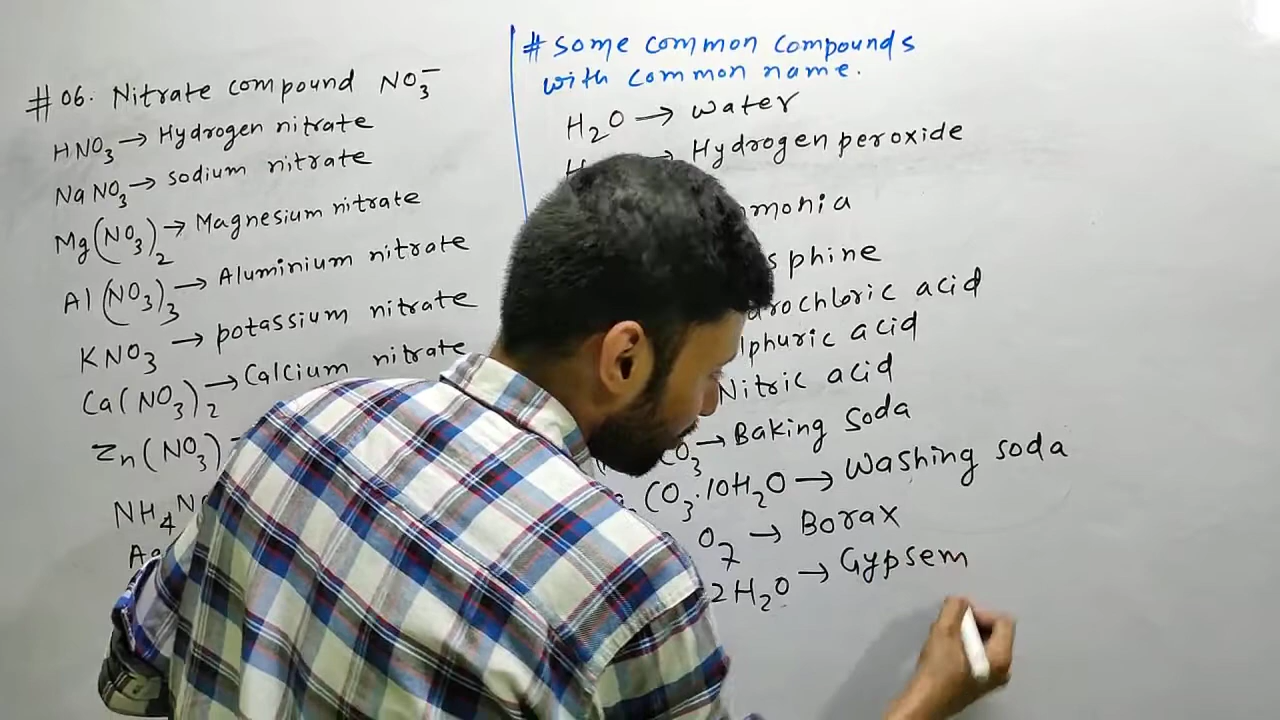 # 06. Nitrate compound NO₃⁻
HNO₃ → Hydrogen nitrate
NaNO₃ → sodium nitrate
Mg(NO₃)₂ → Magnesium nitrate
Al(NO₃)₃ → Aluminium nitrate
KNO₃ → potassium nitrate
Ca(NO₃)₂ → Calcium nitrate
Zn(NO₃)
NH₄N
# some common compounds
with common name.
H₂O → water
→ Hydrogen peroxide
monia
sphine
rochloric acid
lphuric acid
Nitric acid
CO₃ → Baking soda
CO₃.10H₂O → Washing soda
O₇ → Borax
2H₂O → Gypsem